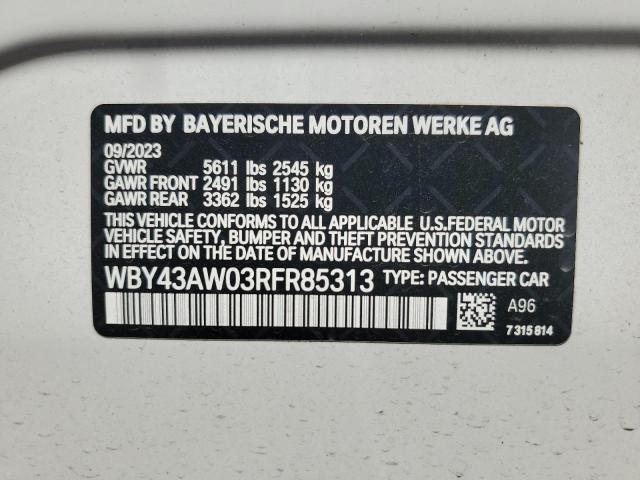 MFD BY BAYERISCHE MOTOREN WERKE AG
09/2023
GVWR 5611 lbs 2545 kg
GAWR FRONT 2491 lbs 1130 kg
GAWR REAR 3362 lbs 1525 kg
THIS VEHICLE CONFORMS TO ALL APPLICABLE U.S.FEDERAL MOTOR
VEHICLE SAFETY, BUMPER AND THEFT PREVENTION STANDARDS
IN EFFECT ON THE DATE OF MANUFACTURE SHOWN ABOVE.
WBY43AW03RFR85313 TYPE: PASSENGER CAR
A96
7 315 814